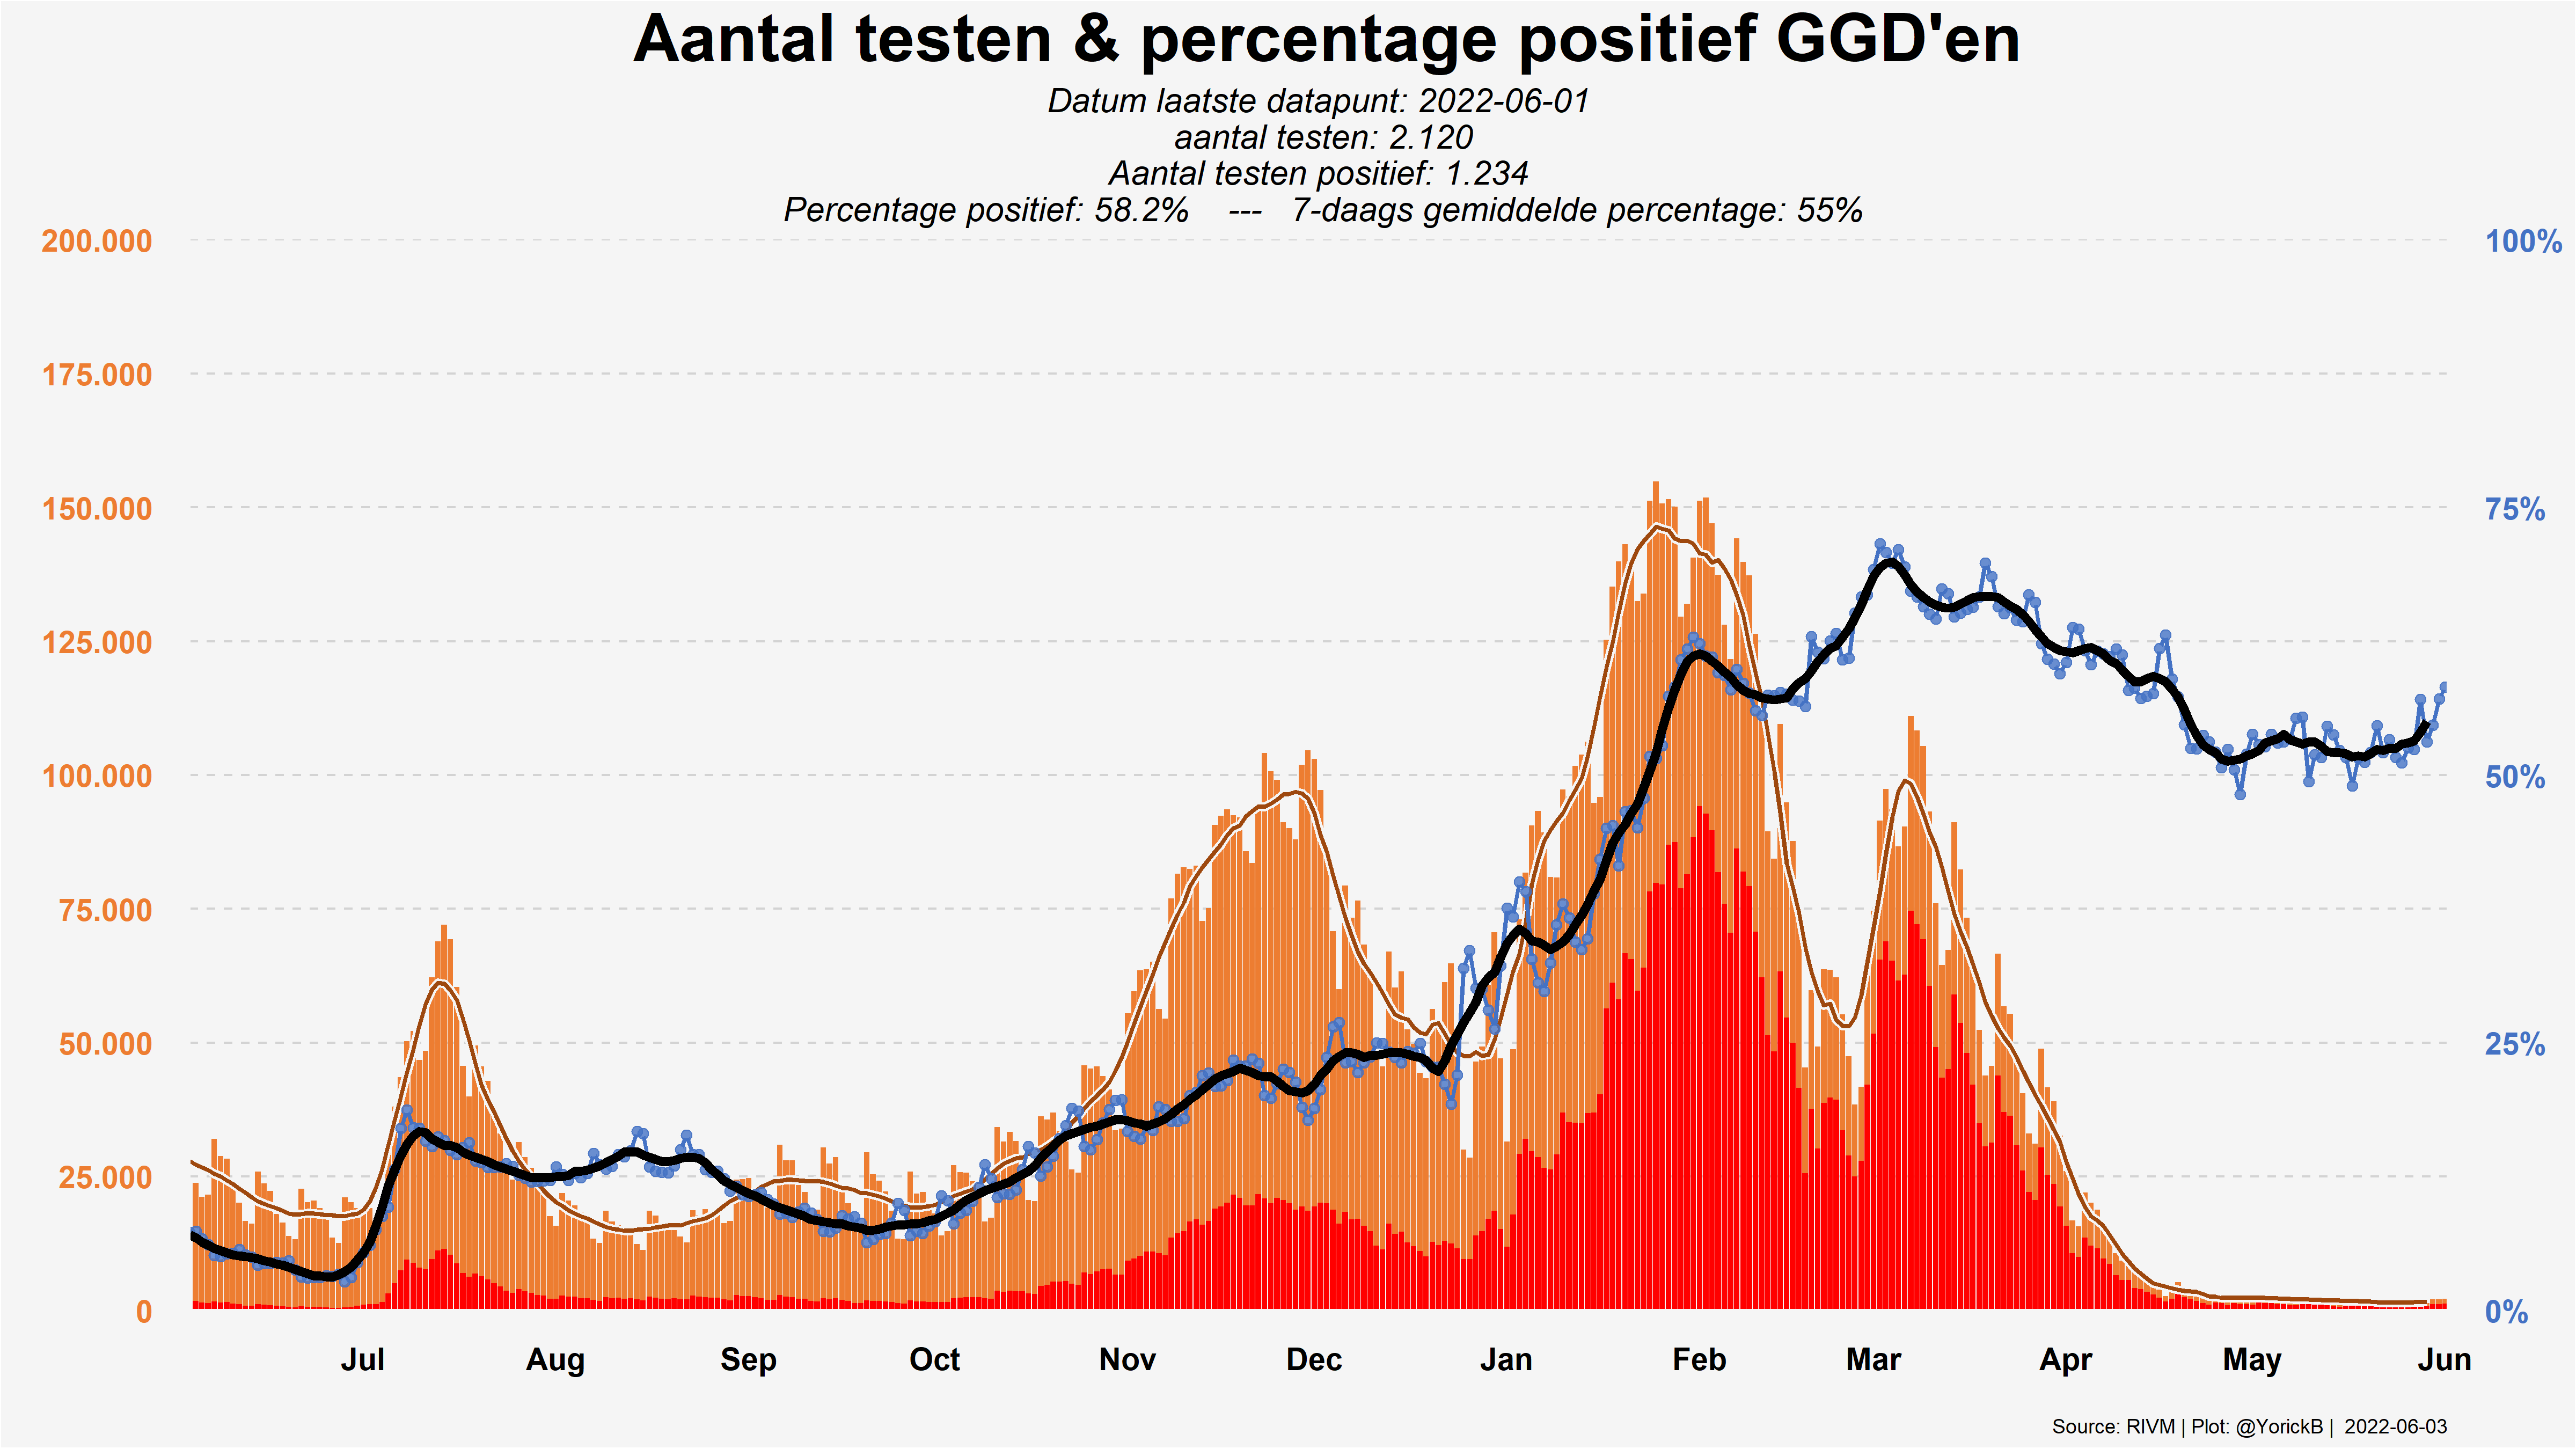 Aantal testen & percentage positief GGD'en
Datum laatste datapunt: 2022-06-01
aantal testen: 2.120
Aantal testen positief: 1.234
Percentage positief: 58.2% --- 7-daags gemiddelde percentage: 55%
200.000
175.000
150.000
125.000
100.000
75.000
50.000
25.000
0
100%
75%
50%
25%
0%
Jul Aug Sep Oct Nov Dec Jan Feb Mar Apr May Jun
Source: RIVM | Plot: @YorickB | 2022-06-03